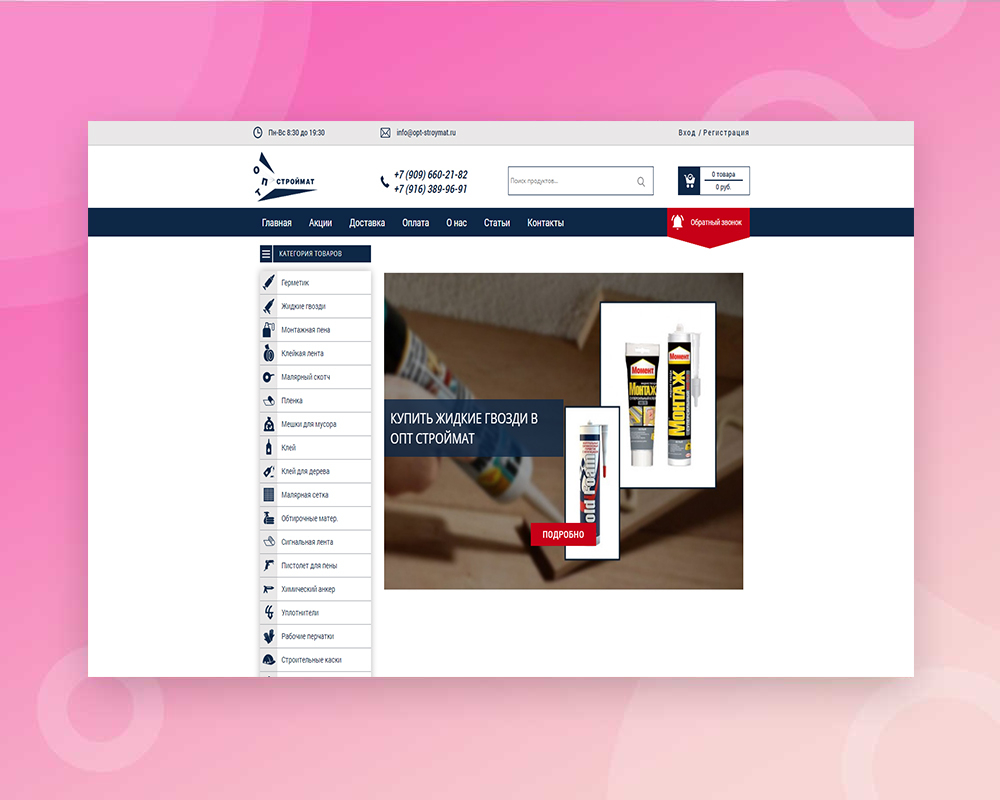 Пн-Вс 8:30 до 19:30
info@opt-stroymat.ru
Вход / Регистрация
ОПТ СТРОЙМАТ
+7 (909) 660-21-82
+7 (916) 389-96-91
Поиск продуктов...
0 товара
0 руб.
Главная
Акции
Доставка
Оплата
О нас
Статьи
Контакты
Обратный звонок
КАТЕГОРИЯ ТОВАРОВ
Герметик
Жидкие гвозди
Монтажная пена
Клейкая лента
Малярный скотч
Пленка
Мешки для мусора
Клей
Клей для дерева
Малярная сетка
Обтирочные матер.
Сигнальная лента
Пистолет для пены
Химический анкер
Уплотнители
Рабочие перчатки
Строительные каски
КУПИТЬ ЖИДКИЕ ГВОЗДИ В
ОПТ СТРОЙМАТ
Момент
МОНТАЖ
Момент
МОНТАЖ
old Foam
ПОДРОБНО